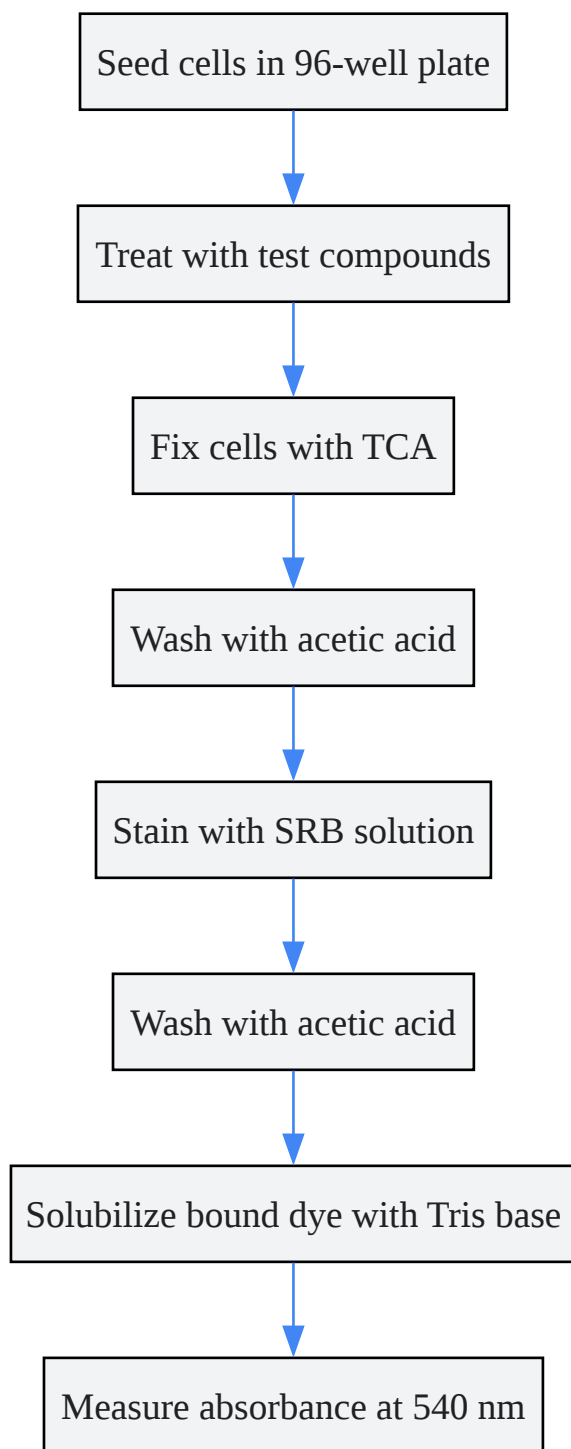 Seed cells in 96-well plate
Treat with test compounds
Fix cells with TCA
Wash with acetic acid
Stain with SRB solution
Wash with acetic acid
Solubilize bound dye with Tris base
Measure absorbance at 540 nm